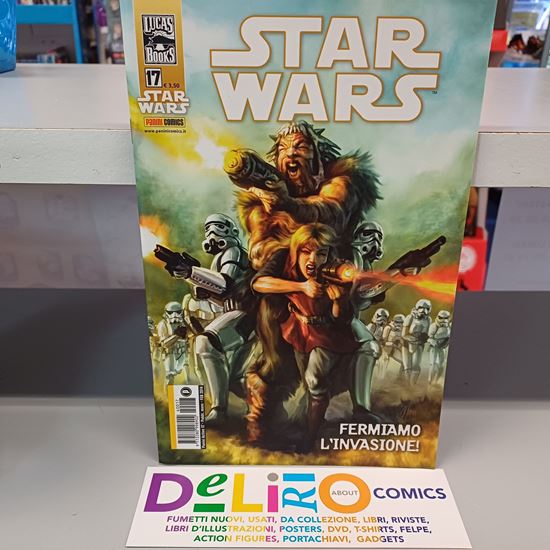 LUCAS
BOOKS
17
€ 3,50
STAR
WARS
PANINI COMICS
www.paninicomics.it
STAR
WARS
FERMIAMO
L'INVASIONE!
DeLiRiO ABOUT COMICS
FUMETTI NUOVI, USATI, DA COLLEZIONE, LIBRI, RIVISTE,
LIBRI D'ILLUSTRAZIONI, POSTERS, DVD, T-SHIRTS, FELPE,
ACTION FIGURES, PORTACHIAVI, GADGETS